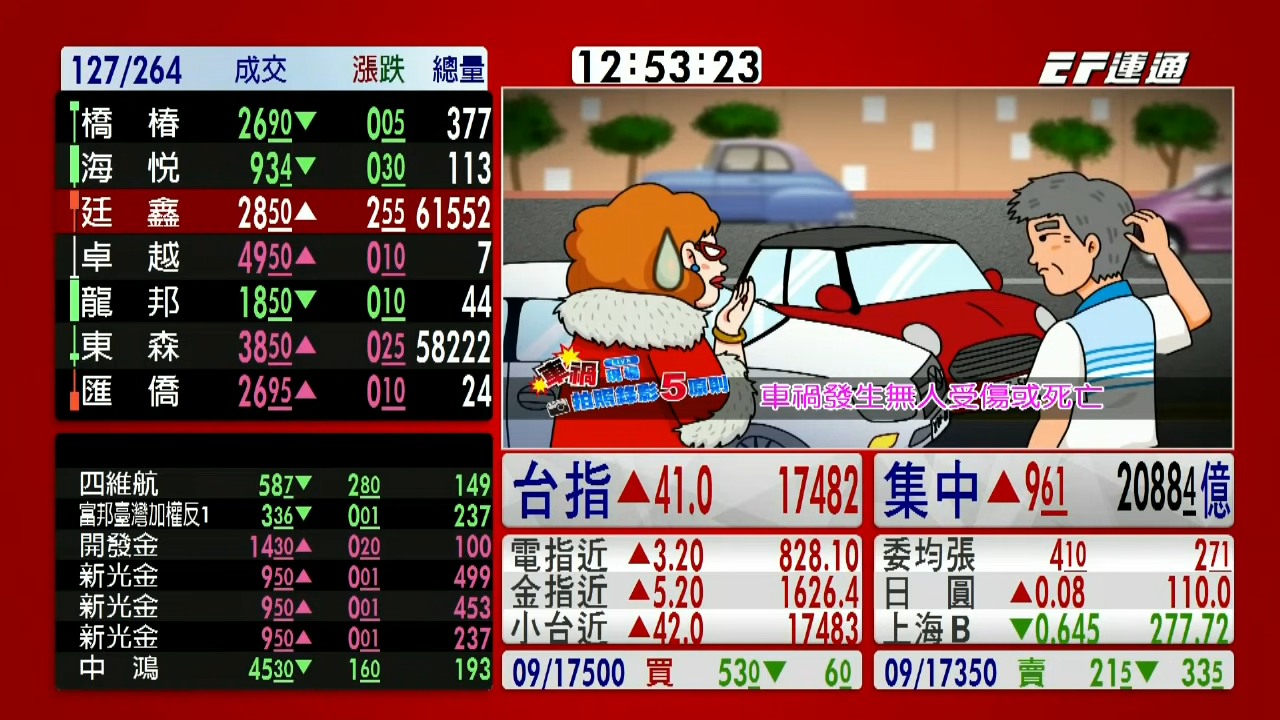 127/264 成交 漲跌 總量
橋椿 2690▼ 005 377
海悦 934▼ 030 113
廷鑫 2850▲ 255 61552
卓越 4950▲ 010 7
龍邦 1850▼ 010 44
東森 3850▲ 025 58222
匯僑 2695▲ 010 24
四維航 587▼ 280 149
富邦臺灣加權反1 336▼ 001 237
開發金 1430▲ 020 100
新光金 950▲ 001 499
新光金 950▲ 001 453
新光金 950▲ 001 237
中鴻 4530▼ 160 193
12:53:23
EF運通
車禍現場
拍照錄影5原則
車禍發生無人受傷或死亡
台指▲41.0 17482
電指近 ▲3.20 828.10
金指近 ▲5.20 1626.4
小台近 ▲42.0 17483
09/17500 買 530▼ 60
集中▲961 20884億
委均張 410 271
日圓 ▲0.08 110.0
上海B ▼0.645 277.72
09/17350 賣 215▼ 335